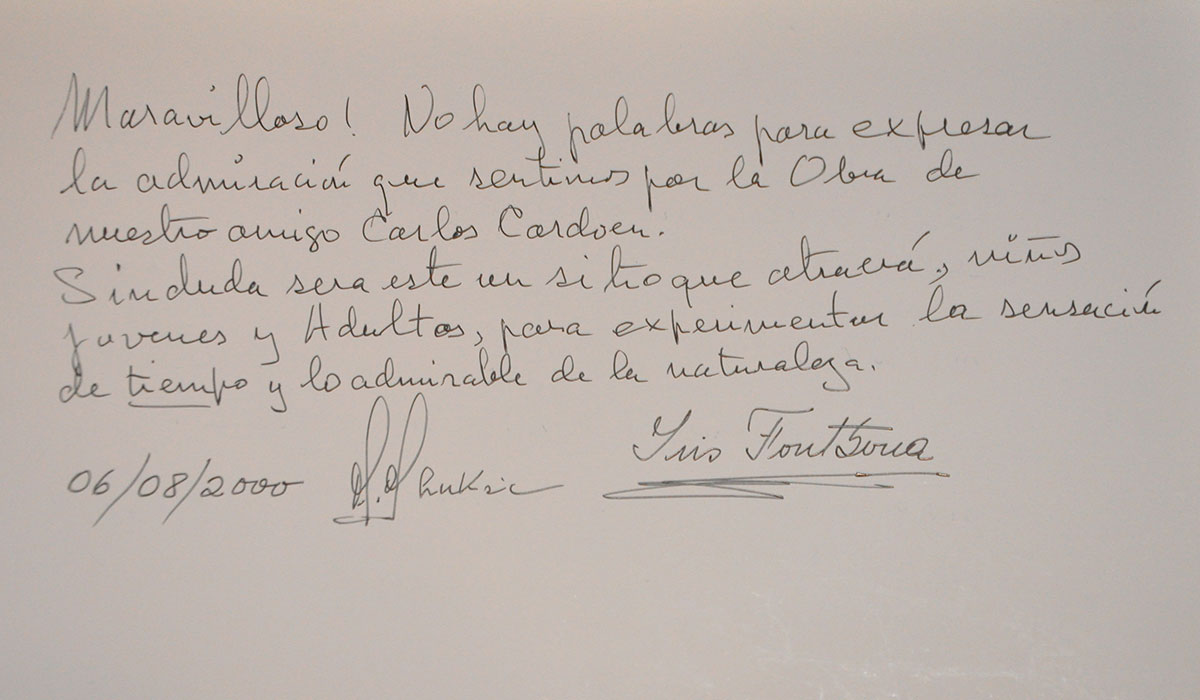 Maravilloso! No hay palabras para expresar
la admiración que sentimos por la Obra de
nuestro amigo Carlos Cardoen.
Sin duda sera este un sitio que atraerá, niños
jovenes y Adultos, para experimentar la sensación
de tiempo y lo admirable de la naturaleza.
06/08/2000
Iris Fontbona